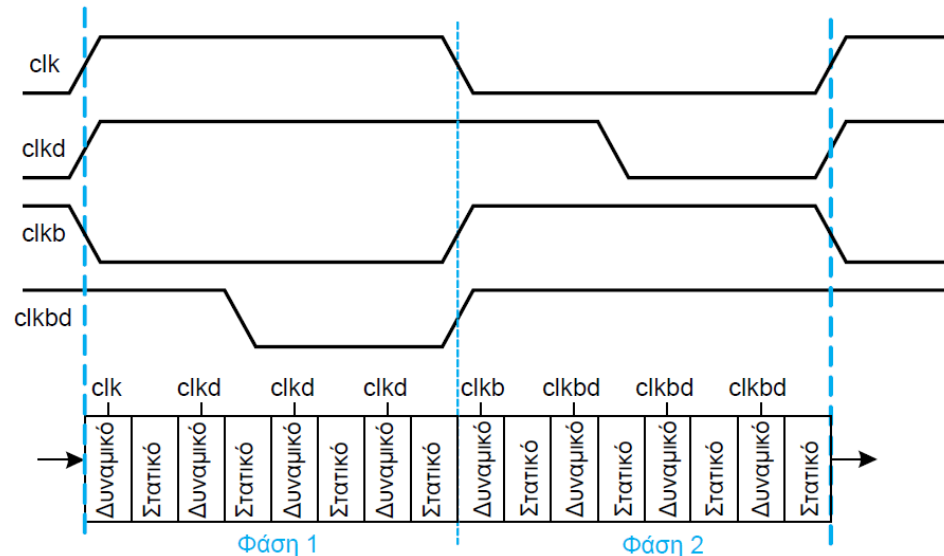 clk
clkd
clkb
clkbd
clk clkd clkd clkd clkb clkbd clkbd clkbd
Δυναμικό Στατικό Δυναμικό Στατικό Δυναμικό Στατικό Δυναμικό Στατικό Δυναμικό Στατικό Δυναμικό Στατικό Δυναμικό Στατικό Δυναμικό Στατικό
Φάση 1 Φάση 2